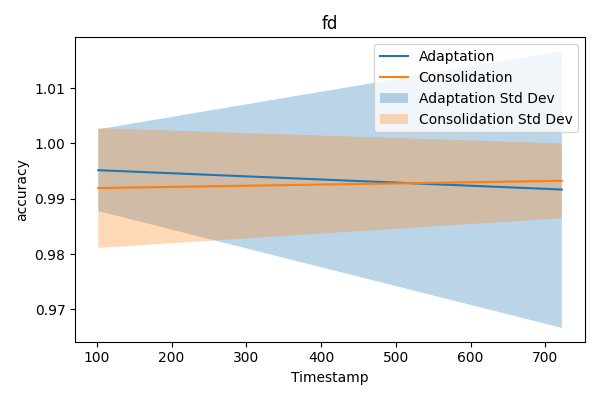 fd
Adaptation
Consolidation
Adaptation Std Dev
Consolidation Std Dev
accuracy
1.01
1.00
0.99
0.98
0.97
100 200 300 400 500 600 700
Timestamp